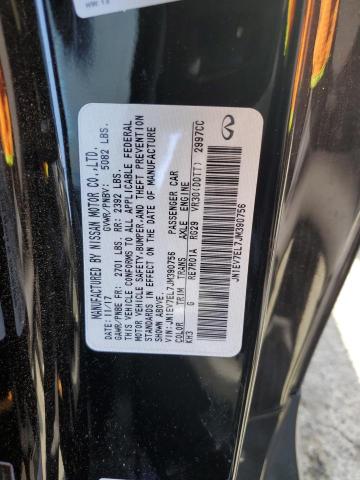 MANUFACTURED BY NISSAN MOTOR CO.,LTD.
11/17 GVWR/PNBV: 5082 LBS.
GAWR/PNBE FR: 2701 LBS. RR: 2392 LBS.
THIS VEHICLE CONFORMS TO ALL APPLICABLE FEDERAL
MOTOR VEHICLE SAFETY,BUMPER,AND THEFT PREVENTION
STANDARDS IN EFFECT ON THE DATE OF MANUFACTURE
SHOWN ABOVE.
VIN:JN1EV7EL7JM390756 PASSENGER CAR
COLOR TRIM TRANS AXLE ENGINE
KH3 G RE7R01A RG29 VR30(DDTT) 2997CC
JN1EV7EL7JM390756